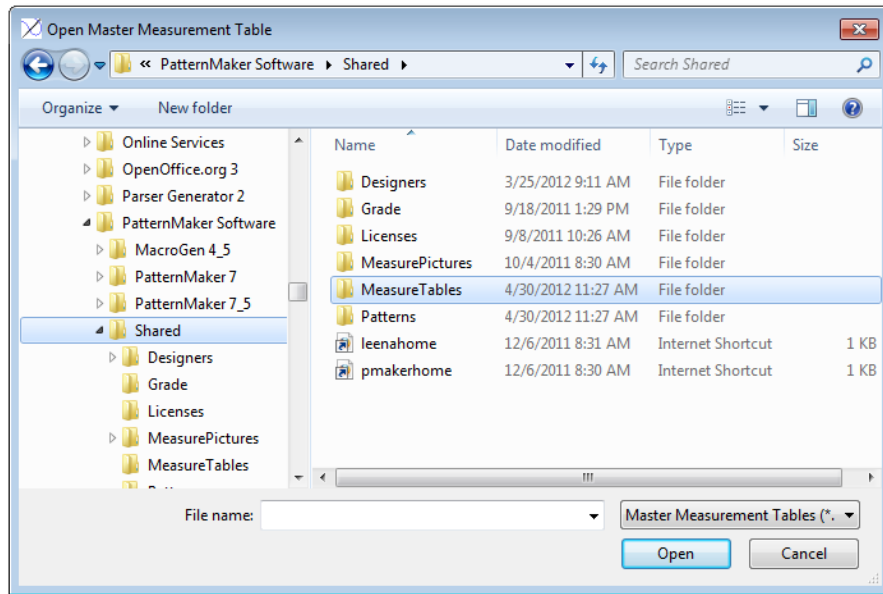 Open Master Measurement Table
« PatternMaker Software Shared
Search Shared
Organize New folder
Online Services
OpenOffice.org 3
Parser Generator 2
PatternMaker Software
MacroGen 4_5
PatternMaker 7
PatternMaker 7_5
Shared
Designers
Grade
Licenses
MeasurePictures
MeasureTables
Name Date modified Type Size
Designers 3/25/2012 9:11 AM File folder
Grade 9/18/2011 1:29 PM File folder
Licenses 9/8/2011 10:26 AM File folder
MeasurePictures 10/4/2011 8:30 AM File folder
MeasureTables 4/30/2012 11:27 AM File folder
Patterns 4/30/2012 11:27 AM File folder
leenahome 12/6/2011 8:31 AM Internet Shortcut 1 KB
pmakerhome 12/6/2011 8:30 AM Internet Shortcut 1 KB
File name:
Master Measurement Tables (*.
Open Cancel